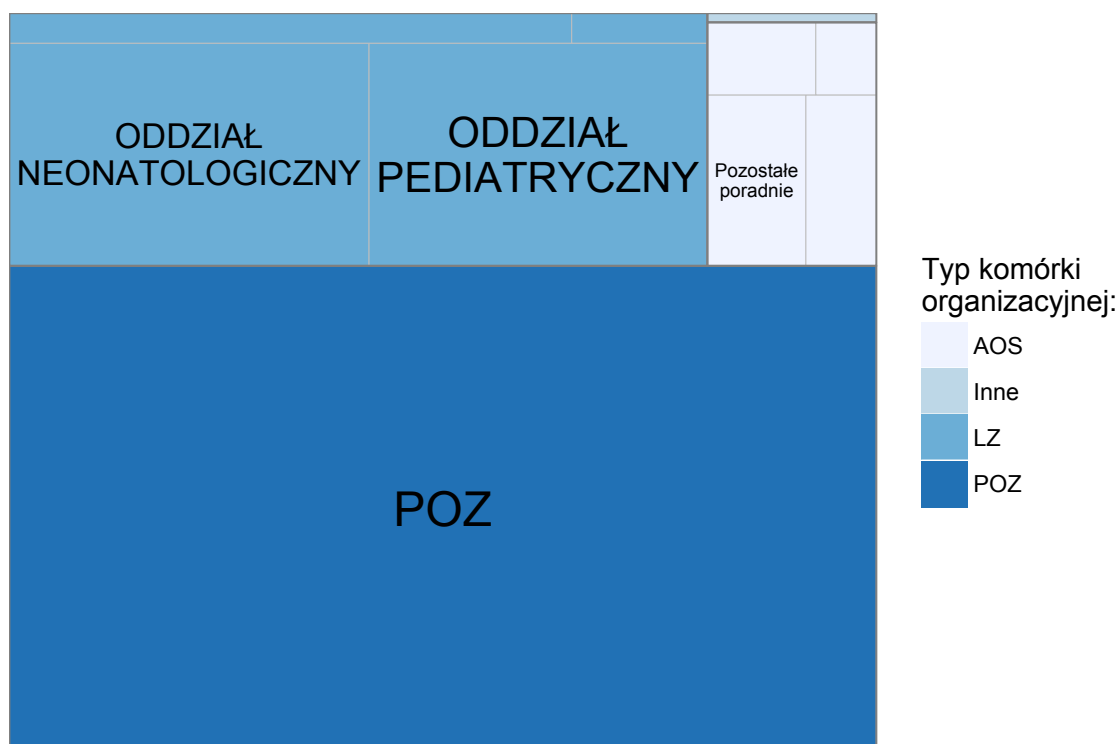 ODDZIAŁ
NEONATOLOGICZNY
ODDZIAŁ
PEDIATRYCZNY
Pozostałe
poradnie
POZ
Typ komórki
organizacyjnej:
AOS
Inne
LZ
POZ